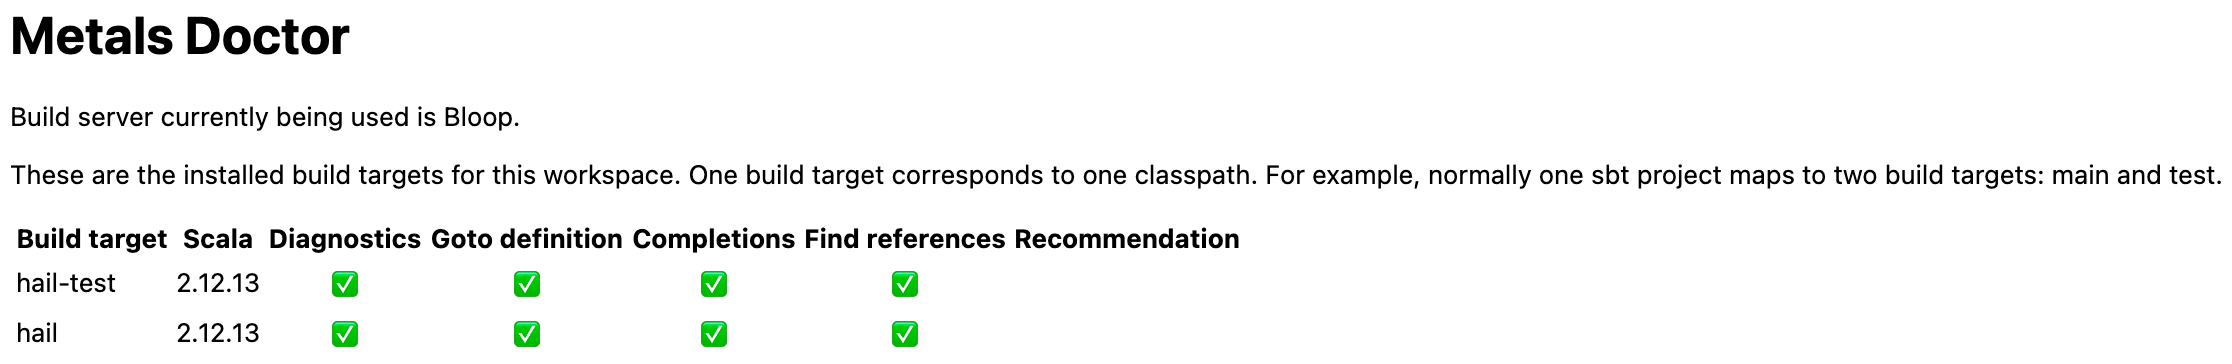 Metals Doctor
Build server currently being used is Bloop.
These are the installed build targets for this workspace. One build target corresponds to one classpath. For example, normally one sbt project maps to two build targets: main and test.
Build target Scala Diagnostics Goto definition Completions Find references Recommendation
hail-test 2.12.13 ✅ ✅ ✅ ✅
hail 2.12.13 ✅ ✅ ✅ ✅